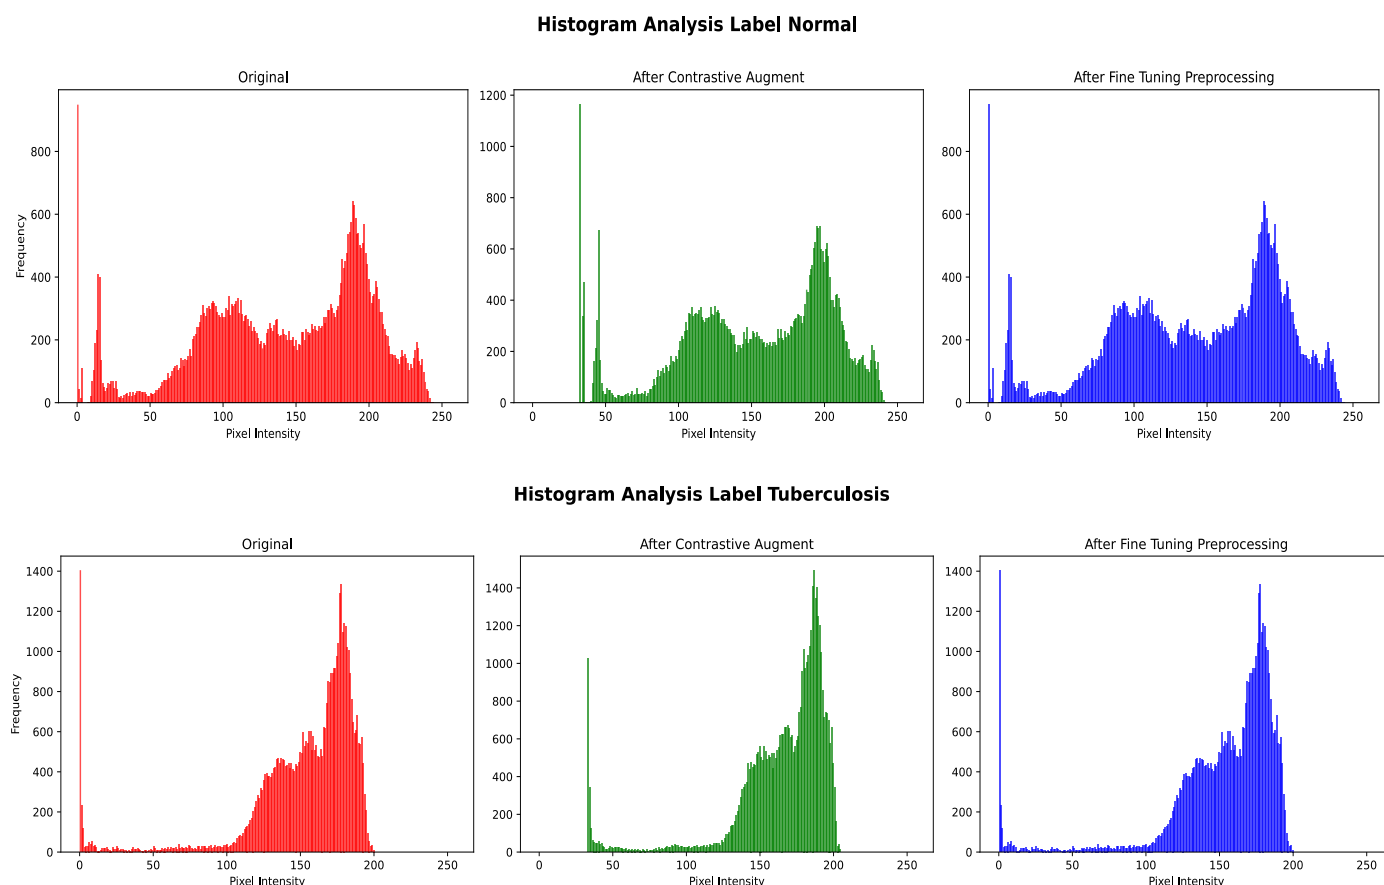 Histogram Analysis Label Normal
Original
After Contrastive Augment
After Fine Tuning Preprocessing
Frequency
800
600
400
200
0
0 50 100 150 200 250
Pixel Intensity
1200
1000
800
600
400
200
0
0 50 100 150 200 250
Pixel Intensity
800
600
400
200
0
0 50 100 150 200 250
Pixel Intensity
Histogram Analysis Label Tuberculosis
Original
After Contrastive Augment
After Fine Tuning Preprocessing
Frequency
1400
1200
1000
800
600
400
200
0
0 50 100 150 200 250
Pixel Intensity
1400
1200
1000
800
600
400
200
0
0 50 100 150 200 250
Pixel Intensity
1400
1200
1000
800
600
400
200
0
0 50 100 150 200 250
Pixel Intensity